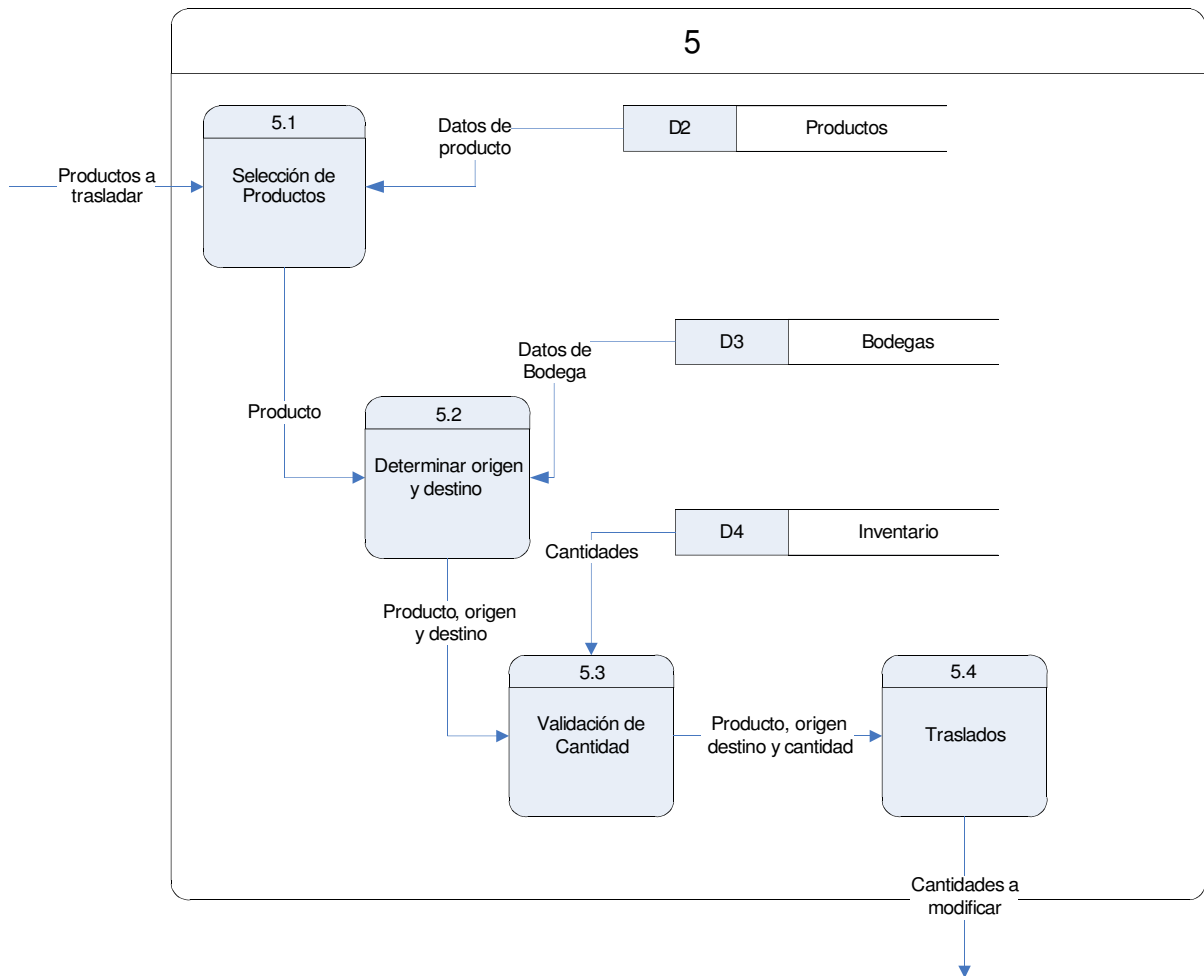 5
5.1
Selección de
Productos
Productos a
trasladar
Datos de
producto
D2
Productos
Producto
5.2
Determinar origen
y destino
Datos de
Bodega
D3
Bodegas
D4
Inventario
Cantidades
Producto, origen
y destino
5.3
Validación de
Cantidad
Producto, origen
destino y cantidad
5.4
Traslados
Cantidades a
modificar